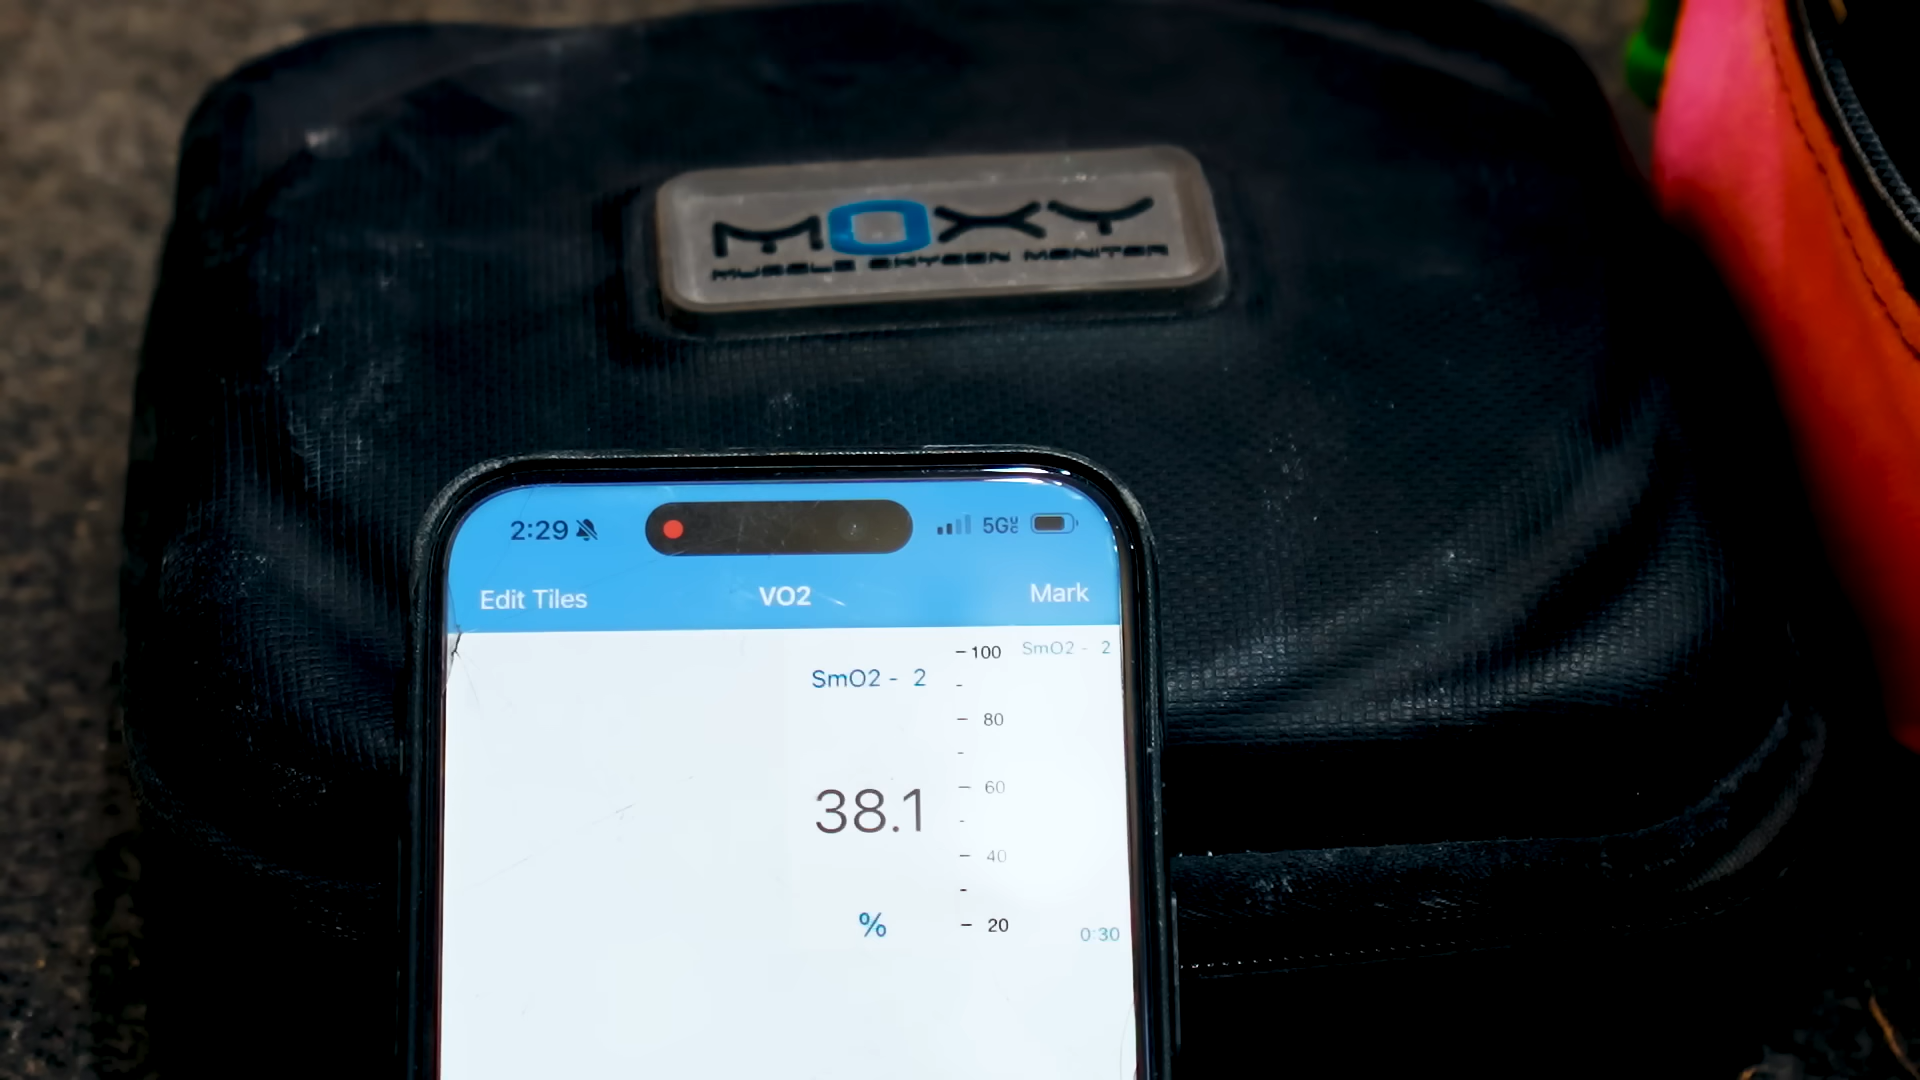 MOXY
MUSCLE OXYGEN MONITOR
2:29 5GUC
Edit Tiles VO2 Mark
SmO2 - 2
38.1
%
100
80
60
40
20
SmO2 - 2
0:30